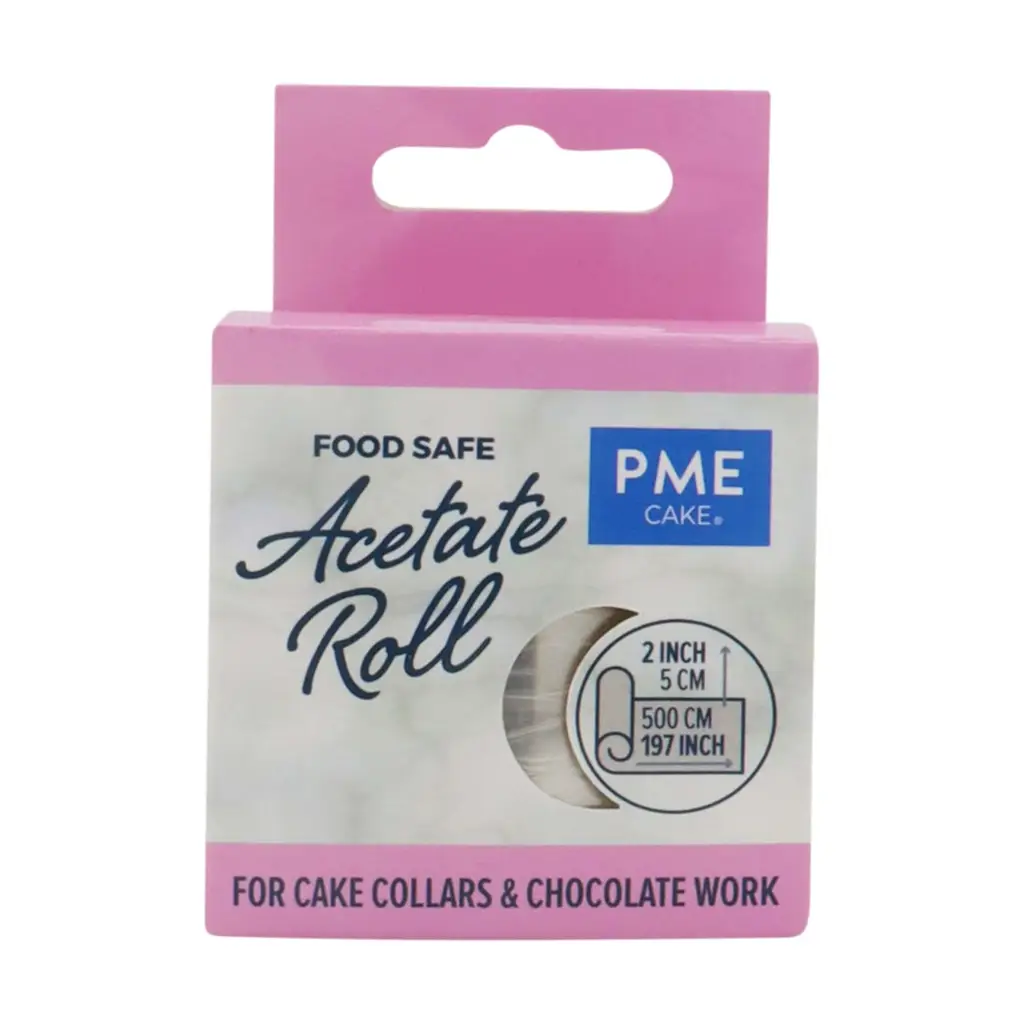 FOOD SAFE
Acetate
Roll
PME
CAKE®
2 INCH
5 CM
500 CM
197 INCH
FOR CAKE COLLARS & CHOCOLATE WORK